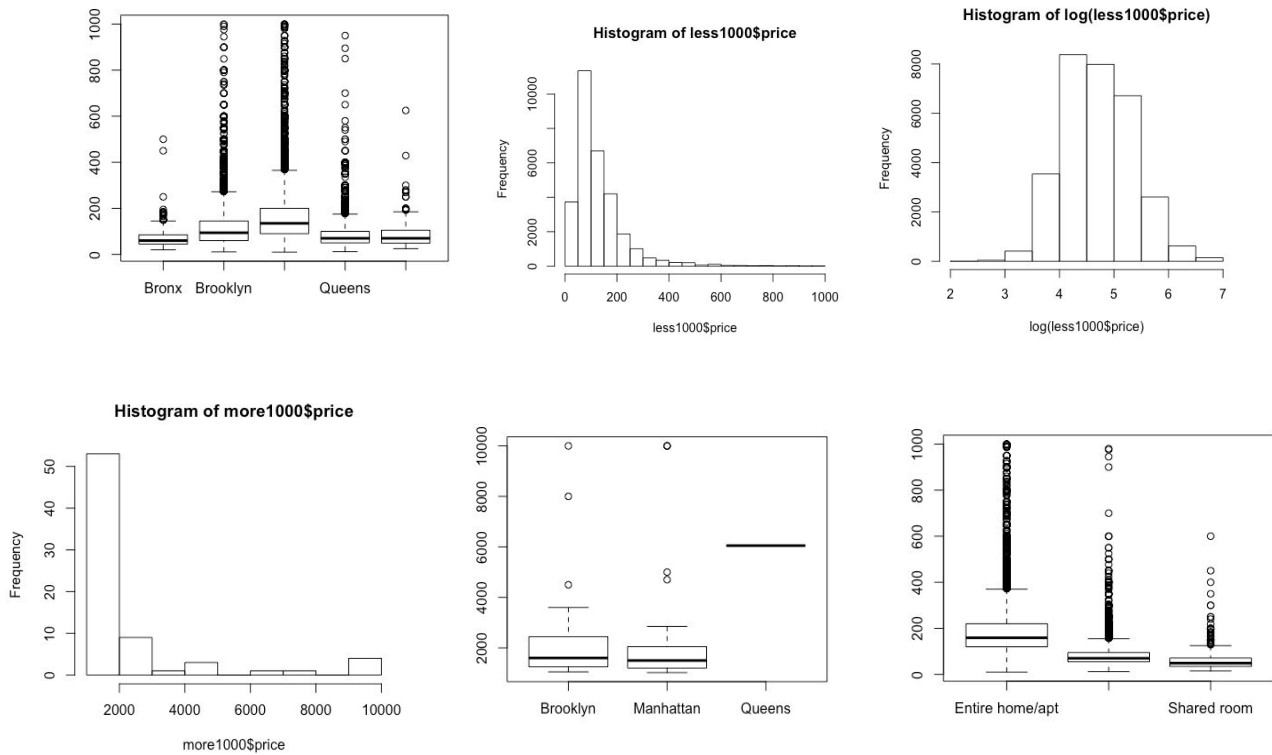 1000
800
600
400
200
0
Bronx Brooklyn Queens
Histogram of less1000$price
Frequency
10000
6000
2000
0
0 200 400 600 800 1000
less1000$price
Histogram of log(less1000$price)
Frequency
8000
6000
4000
2000
0
2 3 4 5 6 7
log(less1000$price)
Histogram of more1000$price
Frequency
50
40
30
20
10
0
2000 4000 6000 8000 10000
more1000$price
10000
8000
6000
4000
2000
Brooklyn Manhattan Queens
1000
800
600
400
200
0
Entire home/apt Shared room